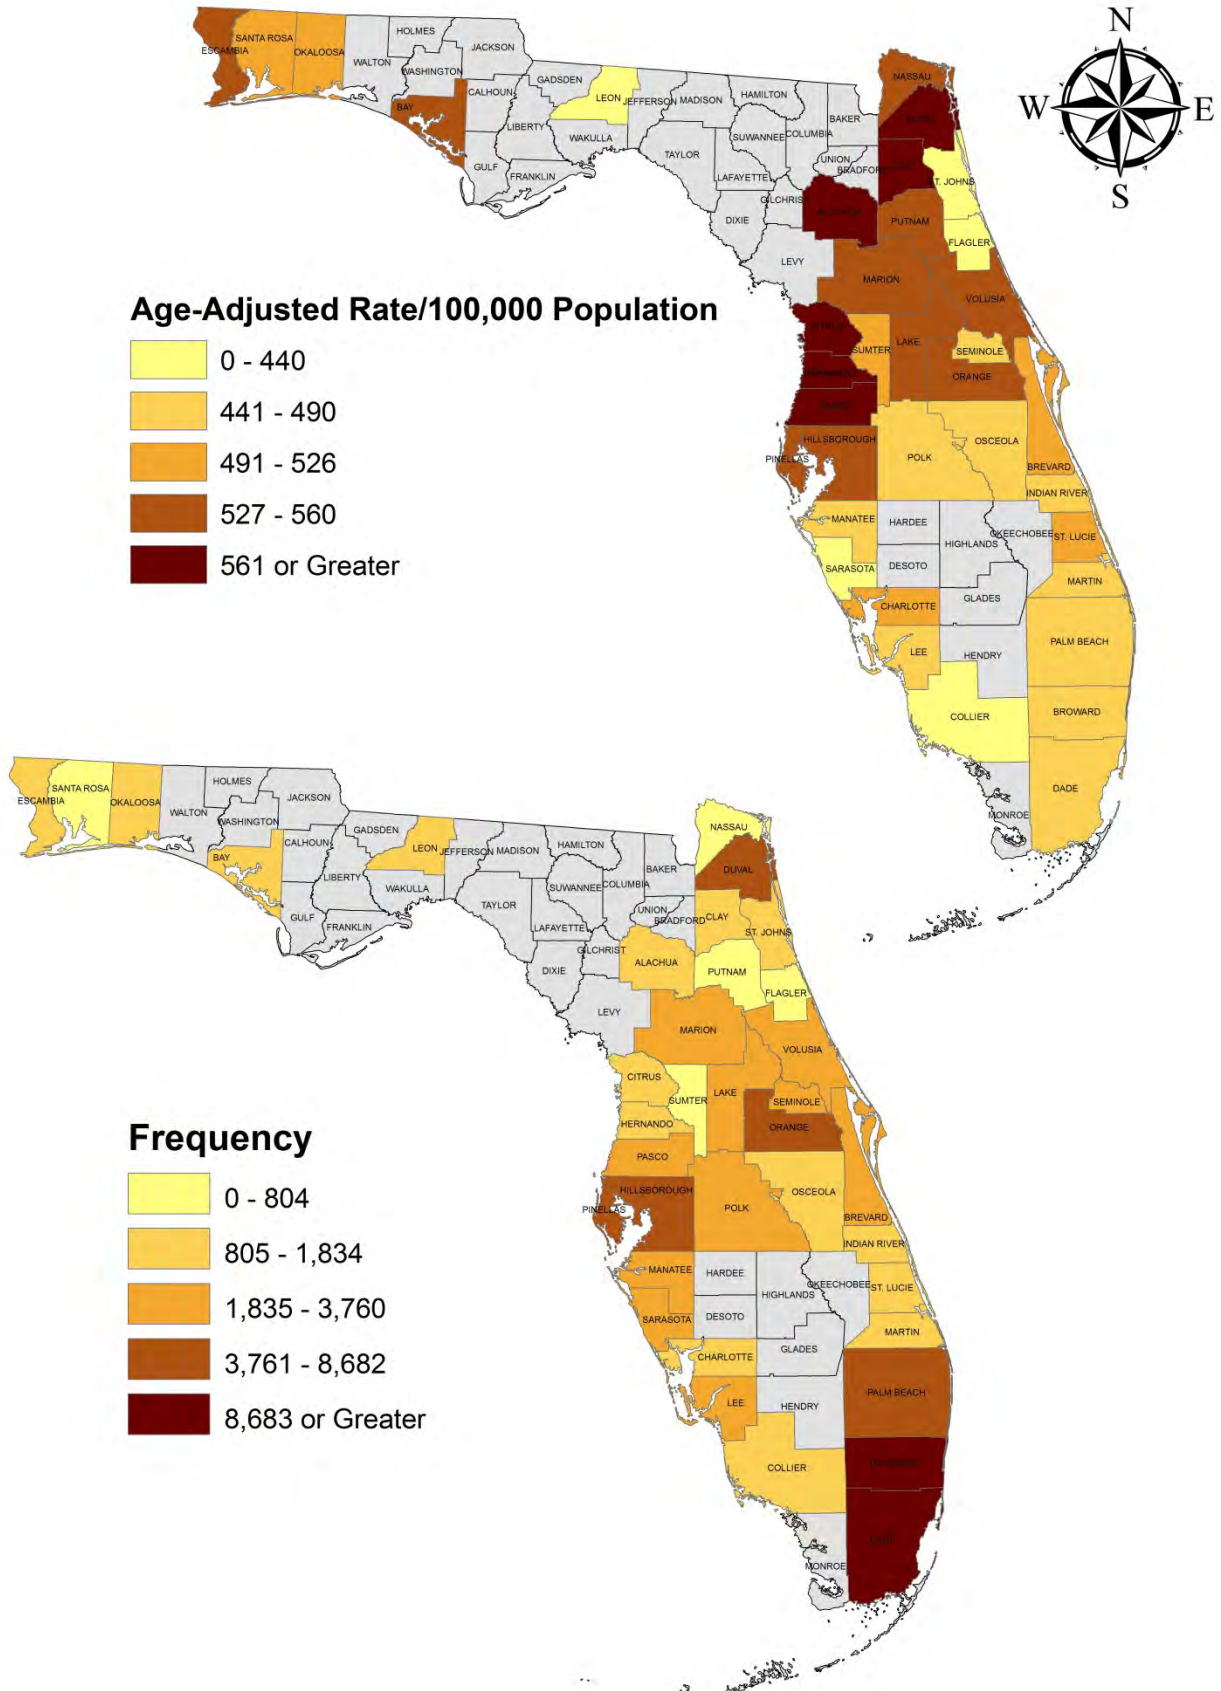 N
W
E
S
ESCAMBIA
SANTA ROSA
OKALOOSA
WALTON
HOLMES
WASHINGTON
JACKSON
BAY
CALHOUN
GULF
LIBERTY
FRANKLIN
GADSDEN
LEON
WAKULLA
JEFFERSON
MADISON
TAYLOR
HAMILTON
SUWANNEE
LAFAYETTE
DIXIE
COLUMBIA
GILCHRIST
BAKER
UNION
BRADFORD
LEVY
NASSAU
ST. JOHNS
PUTNAM
FLAGLER
MARION
VOLUSIA
SUMTER
LAKE
SEMINOLE
ORANGE
HILLSBOROUGH
PINELLAS
POLK
OSCEOLA
BREVARD
INDIAN RIVER
MANATEE
HARDEE
HIGHLANDS
OKEECHOBEE
ST. LUCIE
SARASOTA
DESOTO
MARTIN
CHARLOTTE
GLADES
LEE
HENDRY
PALM BEACH
COLLIER
BROWARD
MONROE
DADE
Age-Adjusted Rate/100,000 Population
0 - 440
441 - 490
491 - 526
527 - 560
561 or Greater
ESCAMBIA
SANTA ROSA
OKALOOSA
WALTON
HOLMES
WASHINGTON
JACKSON
BAY
CALHOUN
GULF
LIBERTY
FRANKLIN
GADSDEN
LEON
WAKULLA
JEFFERSON
MADISON
TAYLOR
HAMILTON
SUWANNEE
LAFAYETTE
DIXIE
COLUMBIA
GILCHRIST
BAKER
UNION
BRADFORD
LEVY
NASSAU
DUVAL
CLAY
ST. JOHNS
ALACHUA
PUTNAM
FLAGLER
MARION
VOLUSIA
CITRUS
SUMTER
LAKE
SEMINOLE
HERNANDO
ORANGE
PASCO
HILLSBOROUGH
PINELLAS
POLK
OSCEOLA
BREVARD
INDIAN RIVER
MANATEE
HARDEE
HIGHLANDS
OKEECHOBEE
ST. LUCIE
SARASOTA
DESOTO
MARTIN
CHARLOTTE
GLADES
LEE
HENDRY
PALM BEACH
COLLIER
MONROE
Frequency
0 - 804
805 - 1,834
1,835 - 3,760
3,761 - 8,682
8,683 or Greater